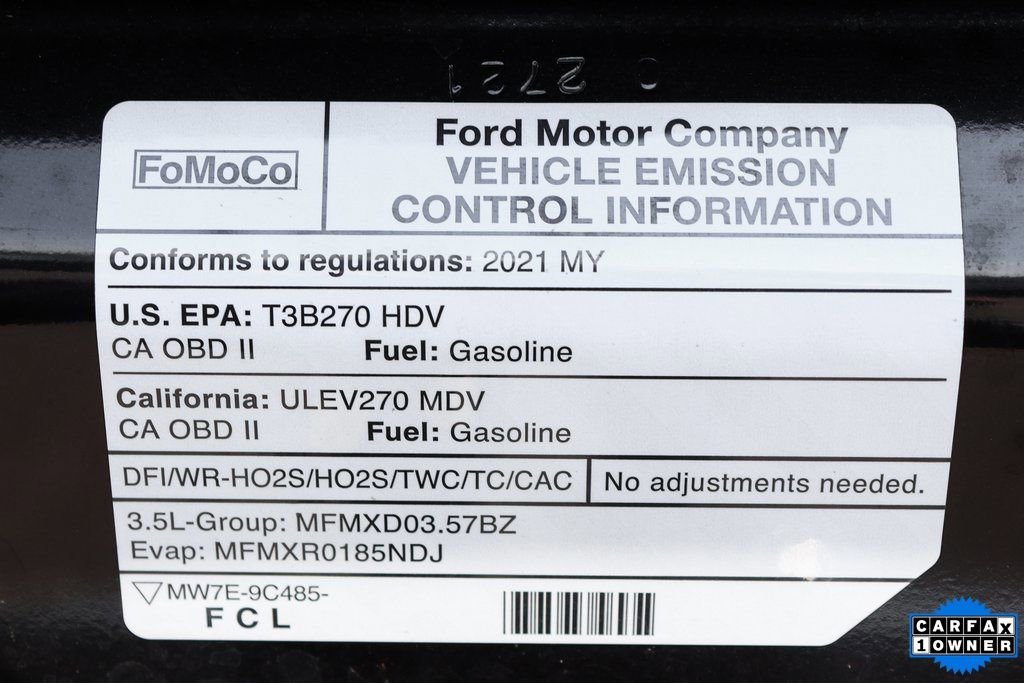 FoMoCo
Ford Motor Company
VEHICLE EMISSION
CONTROL INFORMATION
Conforms to regulations: 2021 MY
U.S. EPA: T3B270 HDV
CA OBD II Fuel: Gasoline
California: ULEV270 MDV
CA OBD II Fuel: Gasoline
DFI/WR-HO2S/HO2S/TWC/TC/CAC
No adjustments needed.
3.5L-Group: MFMXD03.57BZ
Evap: MFMXR0185NDJ
MW7E-9C485-
FCL
CARFAX
1 OWNER